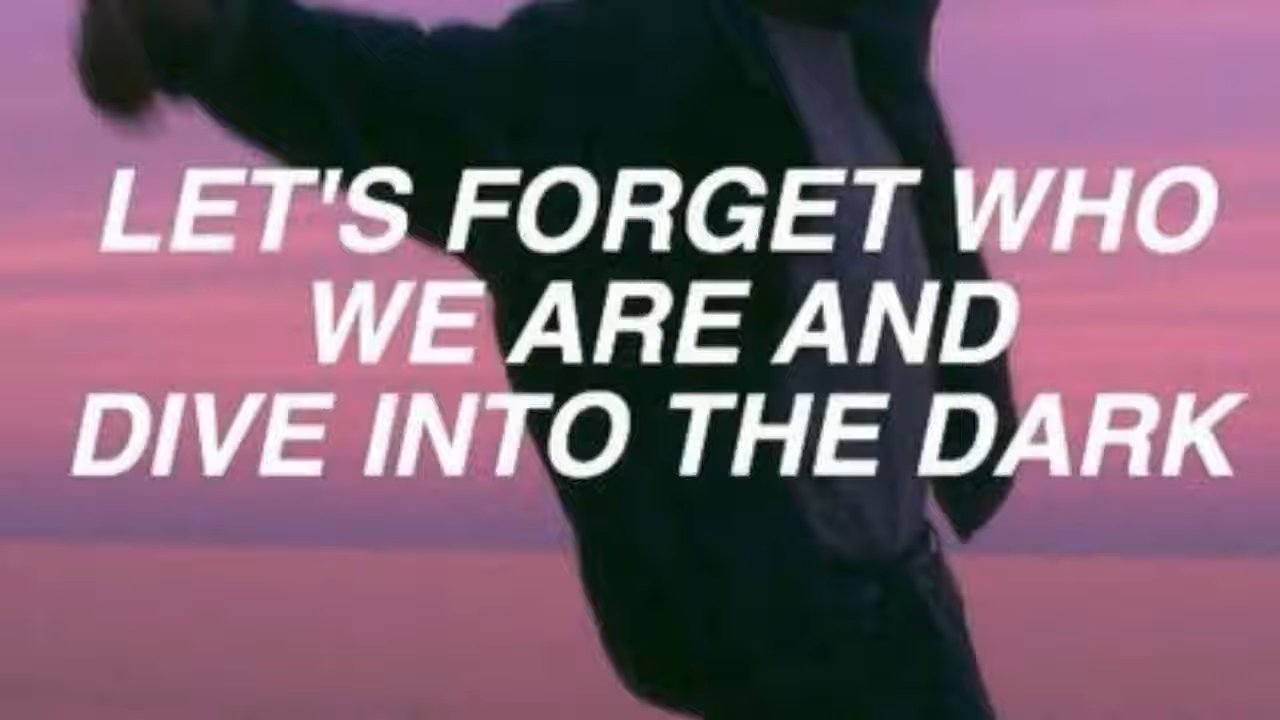 LET'S FORGET WHO
WE ARE AND
DIVE INTO THE DARK